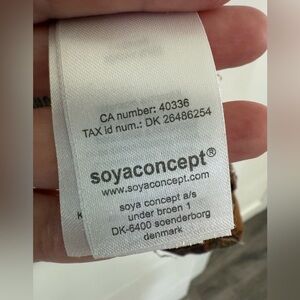 CA number: 40336
TAX id num.: DK 26486254
soyaconcept®
www.soyaconcept.com
soya concept a/s
under broen 1
DK-6400 soenderborg
denmark